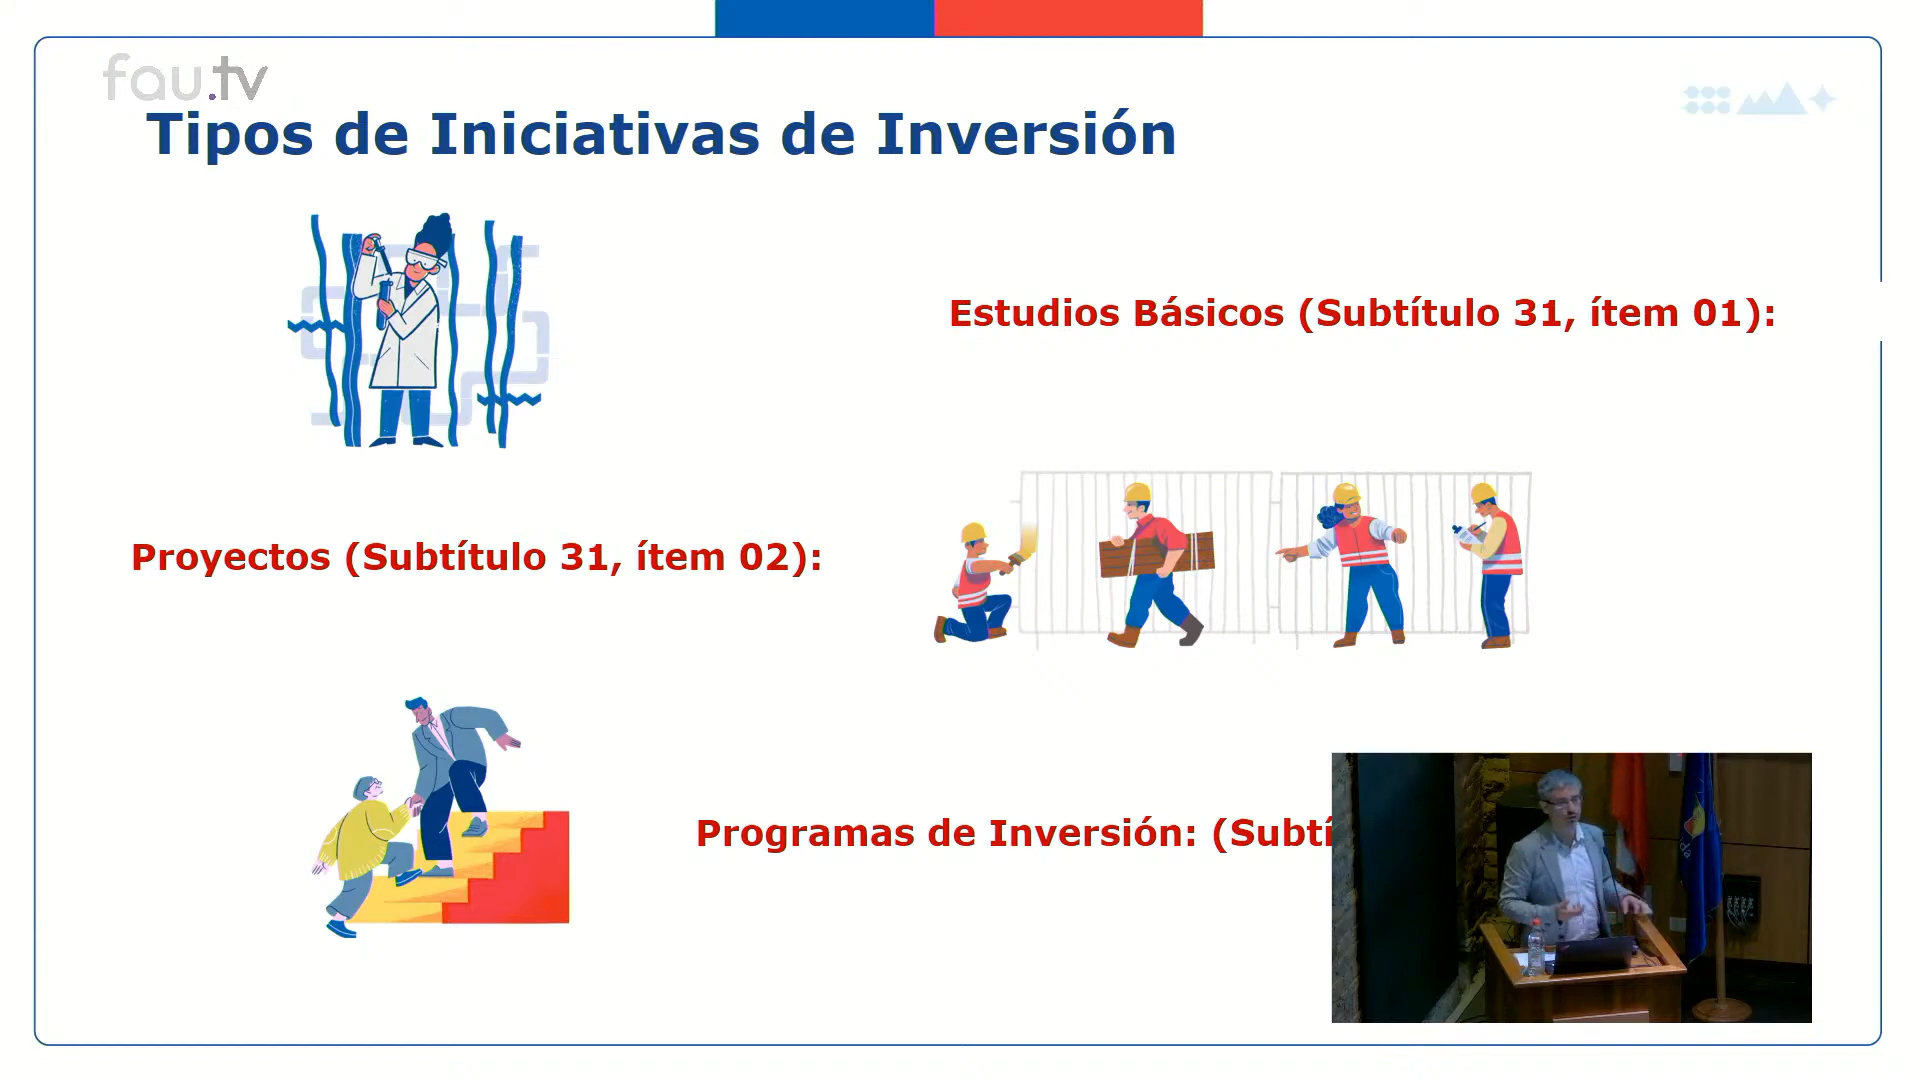 fau.tv
Tipos de Iniciativas de Inversión
Estudios Básicos (Subtítulo 31, ítem 01):
Proyectos (Subtítulo 31, ítem 02):
Programas de Inversión: (Subtí